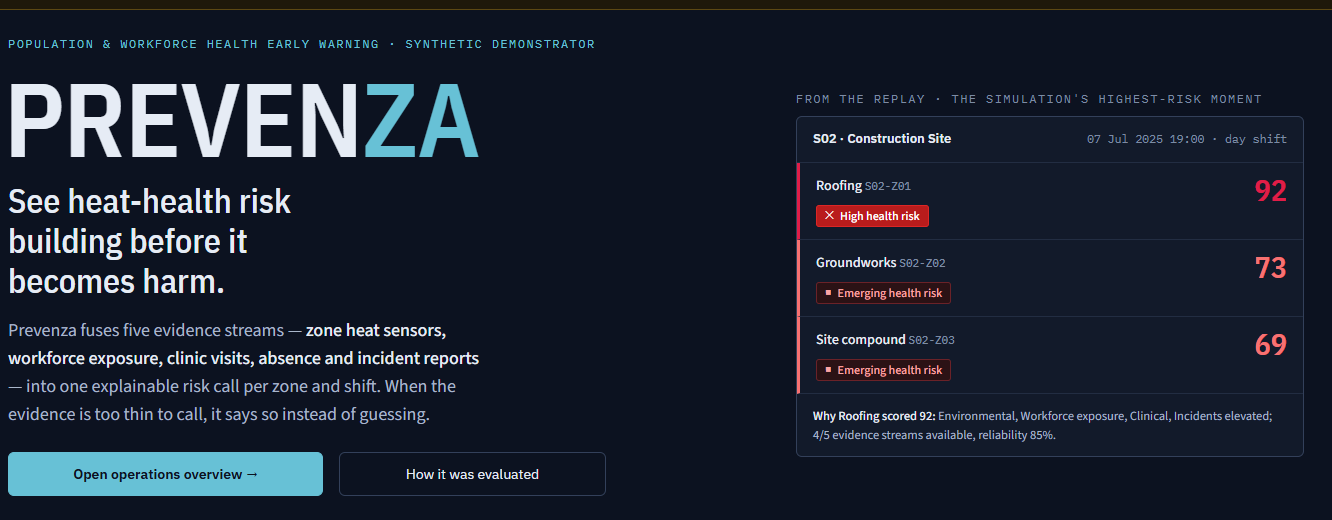 POPULATION & WORKFORCE HEALTH EARLY WARNING · SYNTHETIC DEMONSTRATOR
PREVENZA
See heat-health risk
building before it
becomes harm.
Prevenza fuses five evidence streams — zone heat sensors,
workforce exposure, clinic visits, absence and incident reports
— into one explainable risk call per zone and shift. When the
evidence is too thin to call, it says so instead of guessing.
Open operations overview →
How it was evaluated
FROM THE REPLAY · THE SIMULATION'S HIGHEST-RISK MOMENT
S02 · Construction Site
07 Jul 2025 19:00 · day shift
Roofing S02-Z01
92
✕ High health risk
Groundworks S02-Z02
73
■ Emerging health risk
Site compound S02-Z03
69
■ Emerging health risk
Why Roofing scored 92: Environmental, Workforce exposure, Clinical, Incidents elevated;
4/5 evidence streams available, reliability 85%.